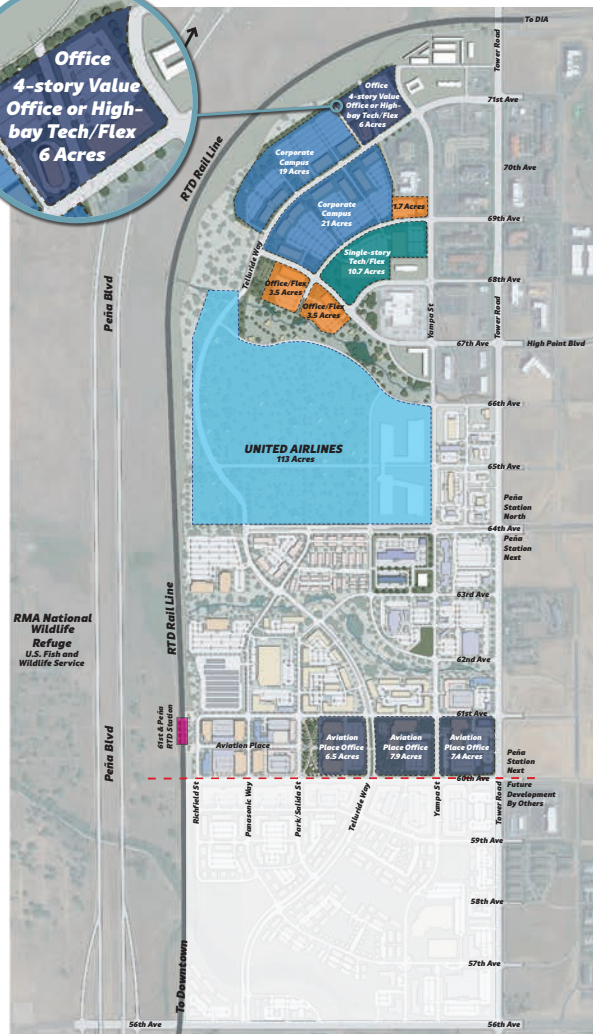 Office
4-story Value
Office or High-
bay Tech/Flex
6 Acres
To DIA
Tower Road
Office
4-story Value
Office or High-
bay Tech/Flex
6 Acres
71st Ave
RTD Rail Line
Corporate
Campus
19 Acres
70th Ave
Corporate
Campus
21 Acres
1.7 Acres
69th Ave
Telluride Way
Single-story
Tech/Flex
10.7 Acres
68th Ave
Office/Flex
3.5 Acres
Office/Flex
3.5 Acres
Peña Blvd
Yampa St
Tower Road
67th Ave
High Point Blvd
66th Ave
UNITED AIRLINES
113 Acres
65th Ave
Peña
Station
North
64th Ave
Peña
Station
Next
63rd Ave
RMA National
Wildlife
Refuge
U.S. Fish and
Wildlife Service
RTD Rail Line
62nd Ave
61st Ave
61st & Peña
RTD Station
Aviation Place
Aviation
Place Office
6.5 Acres
Aviation
Place Office
7.9 Acres
Aviation
Place Office
7.4 Acres
Peña Blvd
Peña
Station
Next
60th Ave
Future
Development
By Others
Richfield St
Panasonic Way
Park/Salida St
Telluride Way
Yampa St
Tower Road
59th Ave
58th Ave
57th Ave
To Downtown
56th Ave
56th Ave